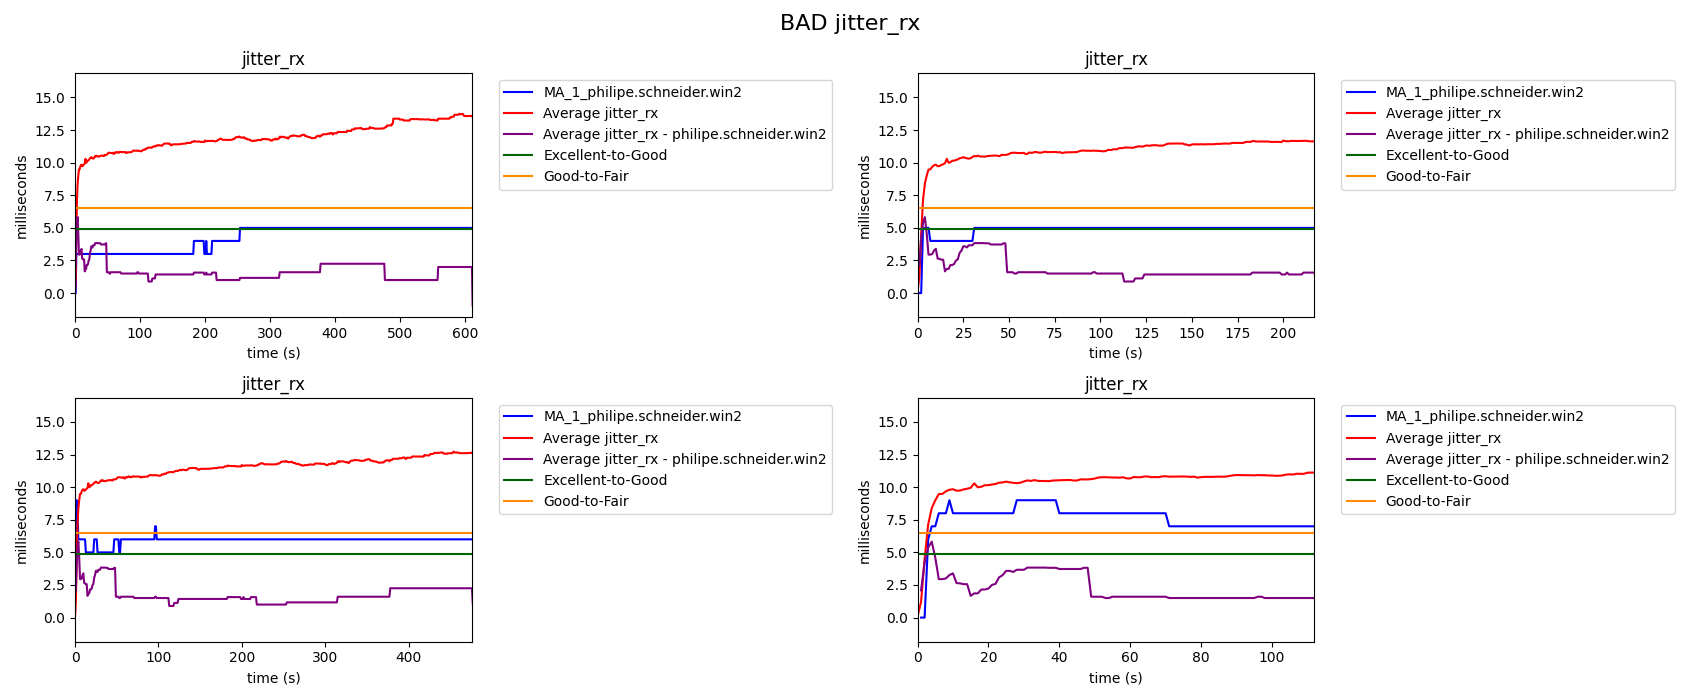 BAD jitter_rx
jitter_rx
15.0
12.5
10.0
7.5
5.0
2.5
0.0
milliseconds
0 100 200 300 400 500 600
time (s)
MA_1_philipe.schneider.win2
Average jitter_rx
Average jitter_rx - philipe.schneider.win2
Excellent-to-Good
Good-to-Fair
jitter_rx
15.0
12.5
10.0
7.5
5.0
2.5
0.0
milliseconds
0 25 50 75 100 125 150 175 200
time (s)
MA_1_philipe.schneider.win2
Average jitter_rx
Average jitter_rx - philipe.schneider.win2
Excellent-to-Good
Good-to-Fair
jitter_rx
15.0
12.5
10.0
7.5
5.0
2.5
0.0
milliseconds
0 100 200 300 400
time (s)
MA_1_philipe.schneider.win2
Average jitter_rx
Average jitter_rx - philipe.schneider.win2
Excellent-to-Good
Good-to-Fair
jitter_rx
15.0
12.5
10.0
7.5
5.0
2.5
0.0
milliseconds
0 20 40 60 80 100
time (s)
MA_1_philipe.schneider.win2
Average jitter_rx
Average jitter_rx - philipe.schneider.win2
Excellent-to-Good
Good-to-Fair